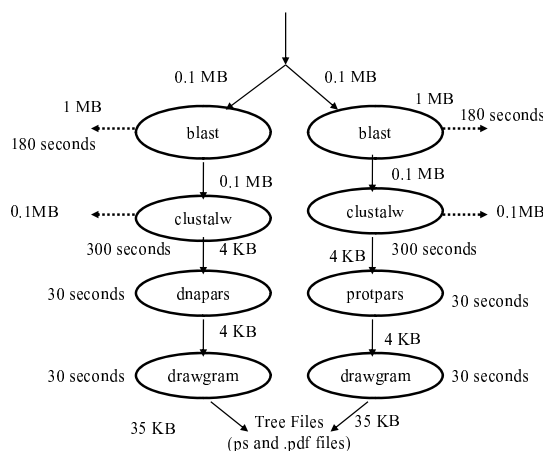 0.1 MB
0.1 MB
1 MB
1 MB
180 seconds
180 seconds
blast
blast
0.1 MB
0.1 MB
0.1MB
0.1MB
clustalw
clustalw
300 seconds
4 KB
4 KB
300 seconds
30 seconds
dnapars
protpars
30 seconds
4 KB
4 KB
30 seconds
drawgram
drawgram
30 seconds
35 KB
Tree Files
35 KB
(ps and .pdf files)